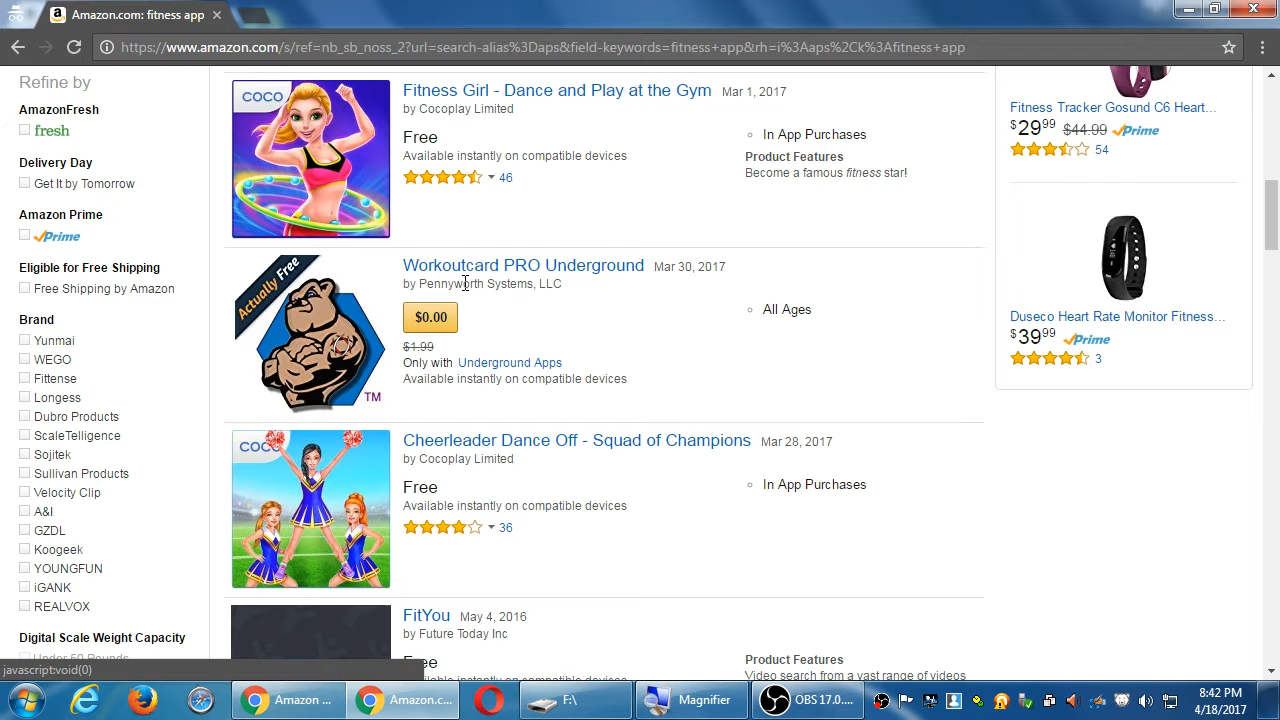 Amazon.com: fitness app
https://www.amazon.com/s/ref=nb_sb_noss_2?url=search-alias%3Daps&field-keywords=fitness+app&rh=i%3Aaps%2Ck%3Afitness+app
Refine by
AmazonFresh
fresh
Delivery Day
Get It by Tomorrow
Amazon Prime
Prime
Eligible for Free Shipping
Free Shipping by Amazon
Brand
Yunmai
WEGO
Fittense
Longess
Dubro Products
ScaleTelligence
Sojitek
Sullivan Products
Velocity Clip
A&I
GZDL
Koogeek
YOUNGFUN
iGANK
REALVOX
Digital Scale Weight Capacity
Under 50 Pounds
COCO
Fitness Girl - Dance and Play at the Gym Mar 1, 2017
by Cocoplay Limited
Free
Available instantly on compatible devices
46
In App Purchases
Product Features
Become a famous fitness star!
Actually Free
TM
Workoutcard PRO Underground Mar 30, 2017
by Pennyworth Systems, LLC
$0.00
$1.99
Only with Underground Apps
Available instantly on compatible devices
All Ages
COCO
Cheerleader Dance Off - Squad of Champions Mar 28, 2017
by Cocoplay Limited
Free
Available instantly on compatible devices
36
In App Purchases
FitYou May 4, 2016
by Future Today Inc
Free
Available instantly on compatible devices
Product Features
Video search from a vast range of videos
Fitness Tracker Gosund C6 Heart...
$29 99 $44.99 Prime
54
Duseco Heart Rate Monitor Fitness...
$39 99 Prime
3
javascript:void(0)
Amazon ...
Amazon.c...
F:\
Magnifier
OBS 17.0....
8:42 PM
4/18/2017